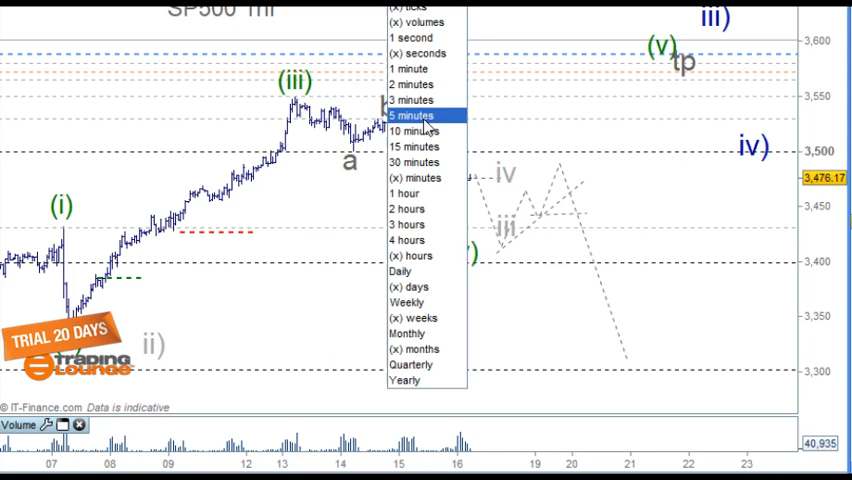 SP500 1hr
(x) ticks
(x) volumes
1 second
(x) seconds
1 minute
2 minutes
3 minutes
5 minutes
10 minutes
15 minutes
30 minutes
(x) minutes
1 hour
2 hours
3 hours
4 hours
(x) hours
Daily
(x) days
Weekly
(x) weeks
Monthly
(x) months
Quarterly
Yearly
iii)
(v)
tp
(iii)
a
iv)
iv
(i)
iii
ii)
3,600
3,550
3,500
3,476.17
3,450
3,400
3,350
3,300
TRIAL 20 DAYS
TRADING
LOUNGE
© IT-Finance.com Data is indicative
Volume
40,935
07 08 09 12 13 14 15 16 19 20 21 22 23